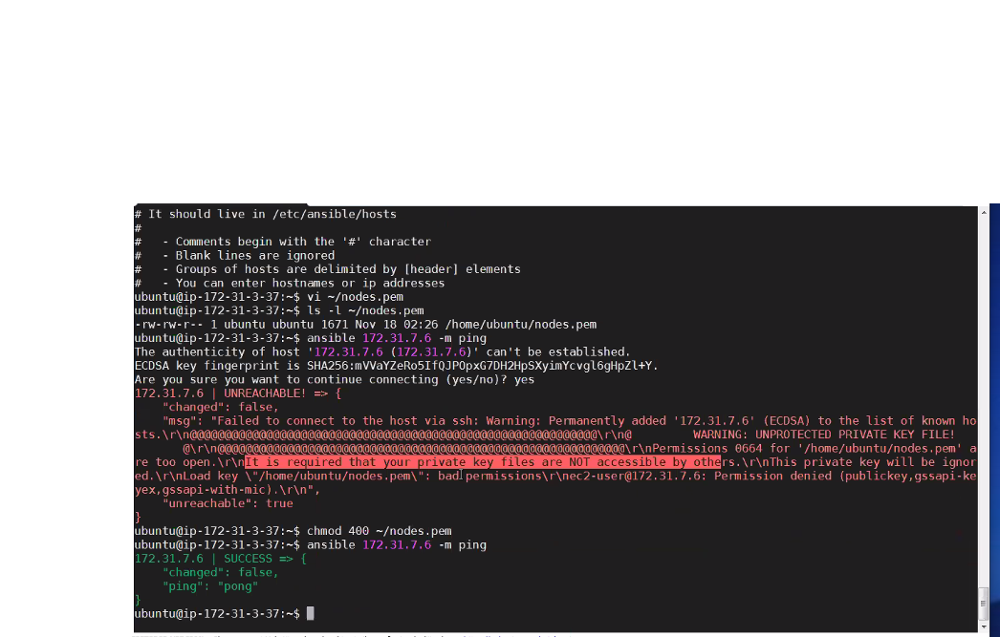 # It should live in /etc/ansible/hosts
#
#   - Comments begin with the '#' character
#   - Blank lines are ignored
#   - Groups of hosts are delimited by [header] elements
#   - You can enter hostnames or ip addresses
ubuntu@ip-172-31-3-37:~$ vi ~/nodes.pem
ubuntu@ip-172-31-3-37:~$ ls -l ~/nodes.pem
-rw-rw-r-- 1 ubuntu ubuntu 1671 Nov 18 02:26 /home/ubuntu/nodes.pem
ubuntu@ip-172-31-3-37:~$ ansible 172.31.7.6 -m ping
The authenticity of host '172.31.7.6 (172.31.7.6)' can't be established.
ECDSA key fingerprint is SHA256:mVVaYZeRo5IfQJPOpxG7DH2HpSXyimYcvgl6gHpZl+Y.
Are you sure you want to continue connecting (yes/no)? yes
172.31.7.6 | UNREACHABLE! => {
    "changed": false,
    "msg": "Failed to connect to the host via ssh: Warning: Permanently added '172.31.7.6' (ECDSA) to the list of known ho
sts.\r\n@@@@@@@@@@@@@@@@@@@@@@@@@@@@@@@@@@@@@@@@@@@@@@@@@@@@@@@@@@@\r\n@         WARNING: UNPROTECTED PRIVATE KEY FILE!
       @\r\n@@@@@@@@@@@@@@@@@@@@@@@@@@@@@@@@@@@@@@@@@@@@@@@@@@@@@@@@@@@\r\nPermissions 0664 for '/home/ubuntu/nodes.pem' a
re too open.\r\nIt is required that your private key files are NOT accessible by others.\r\nThis private key will be ignor
ed.\r\nLoad key \"/home/ubuntu/nodes.pem\": bad permissions\r\nec2-user@172.31.7.6: Permission denied (publickey,gssapi-ke
yex,gssapi-with-mic).\r\n",
    "unreachable": true
}
ubuntu@ip-172-31-3-37:~$ chmod 400 ~/nodes.pem
ubuntu@ip-172-31-3-37:~$ ansible 172.31.7.6 -m ping
172.31.7.6 | SUCCESS => {
    "changed": false,
    "ping": "pong"
}
ubuntu@ip-172-31-3-37:~$